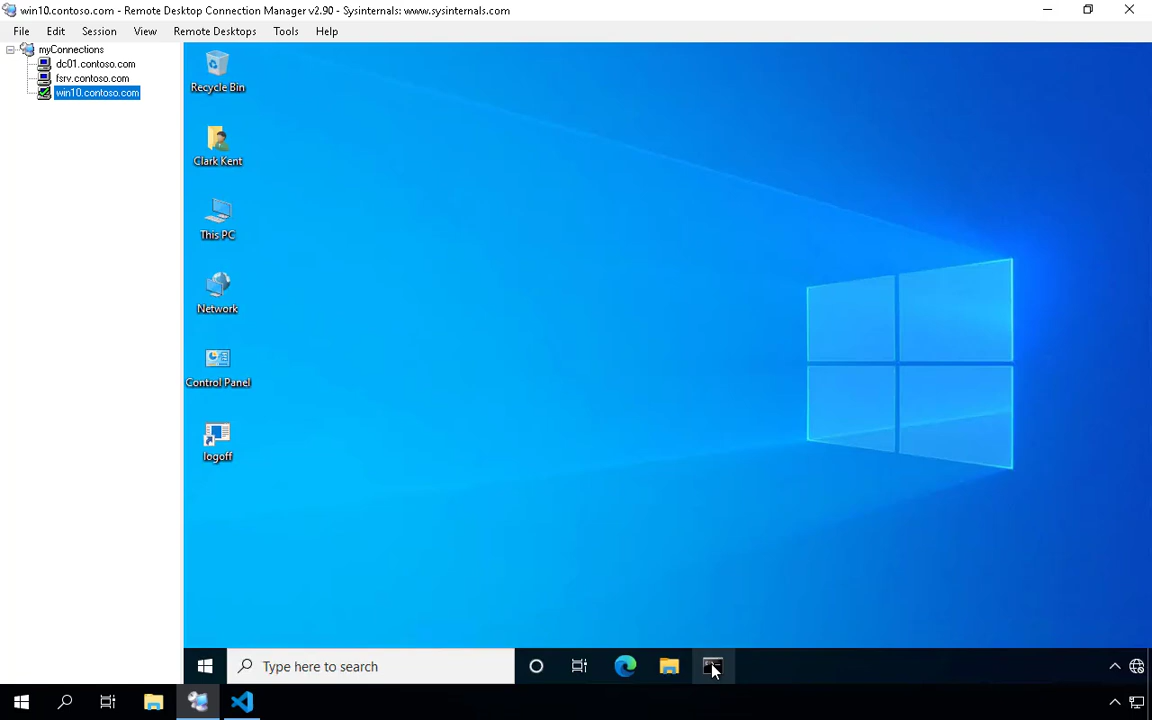 win10.contoso.com - Remote Desktop Connection Manager v2.90 - Sysinternals: www.sysinternals.com
File Edit Session View Remote Desktops Tools Help
myConnections
dc01.contoso.com
fsrv.contoso.com
win10.contoso.com
Recycle Bin
Clark Kent
This PC
Network
Control Panel
logoff
Type here to search